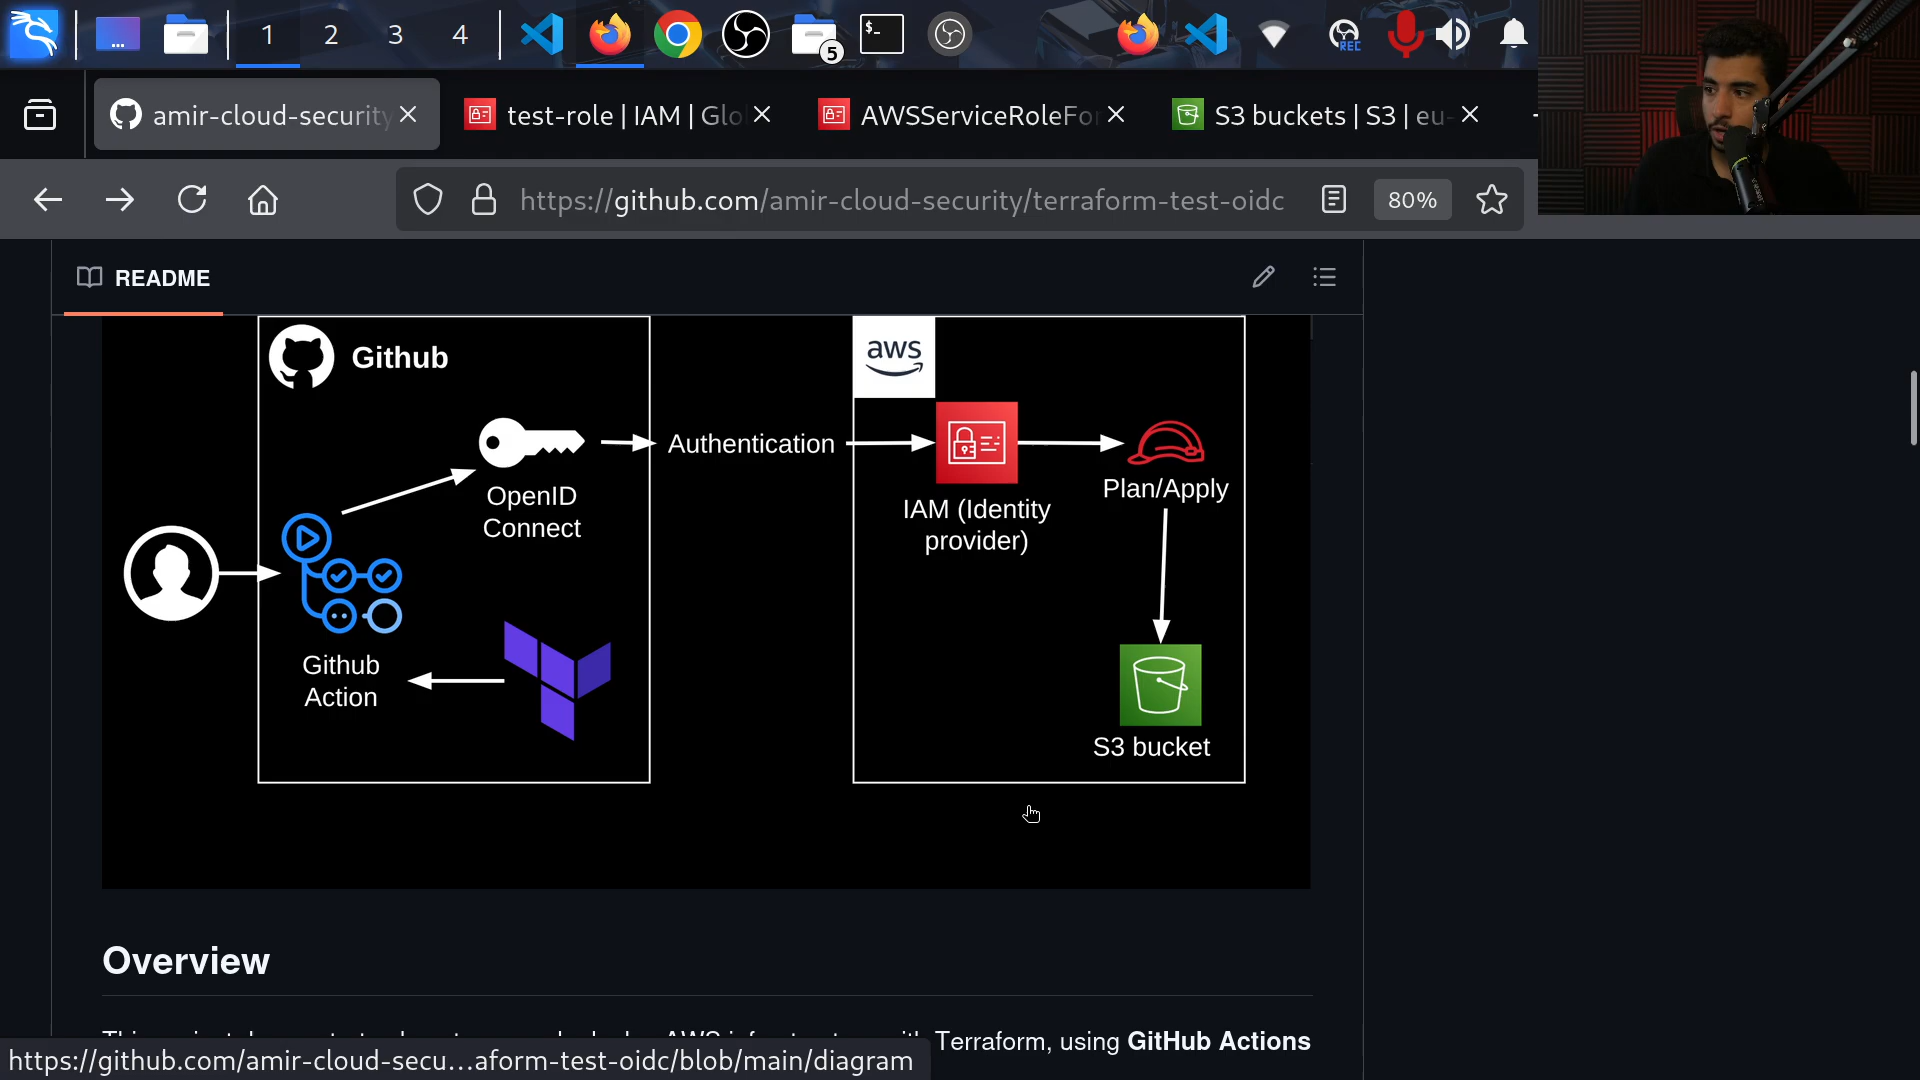 1 2 3 4
$-
5
REC
amir-cloud-security
test-role | IAM | Glo
AWSServiceRoleFo
S3 buckets | S3 | eu-
https://github.com/amir-cloud-security/terraform-test-oidc
80%
README
Github
aws
OpenID
Connect
Authentication
IAM (Identity
provider)
Plan/Apply
Github
Action
S3 bucket
Overview
Terraform, using GitHub Actions
https://github.com/amir-cloud-secu…aform-test-oidc/blob/main/diagram